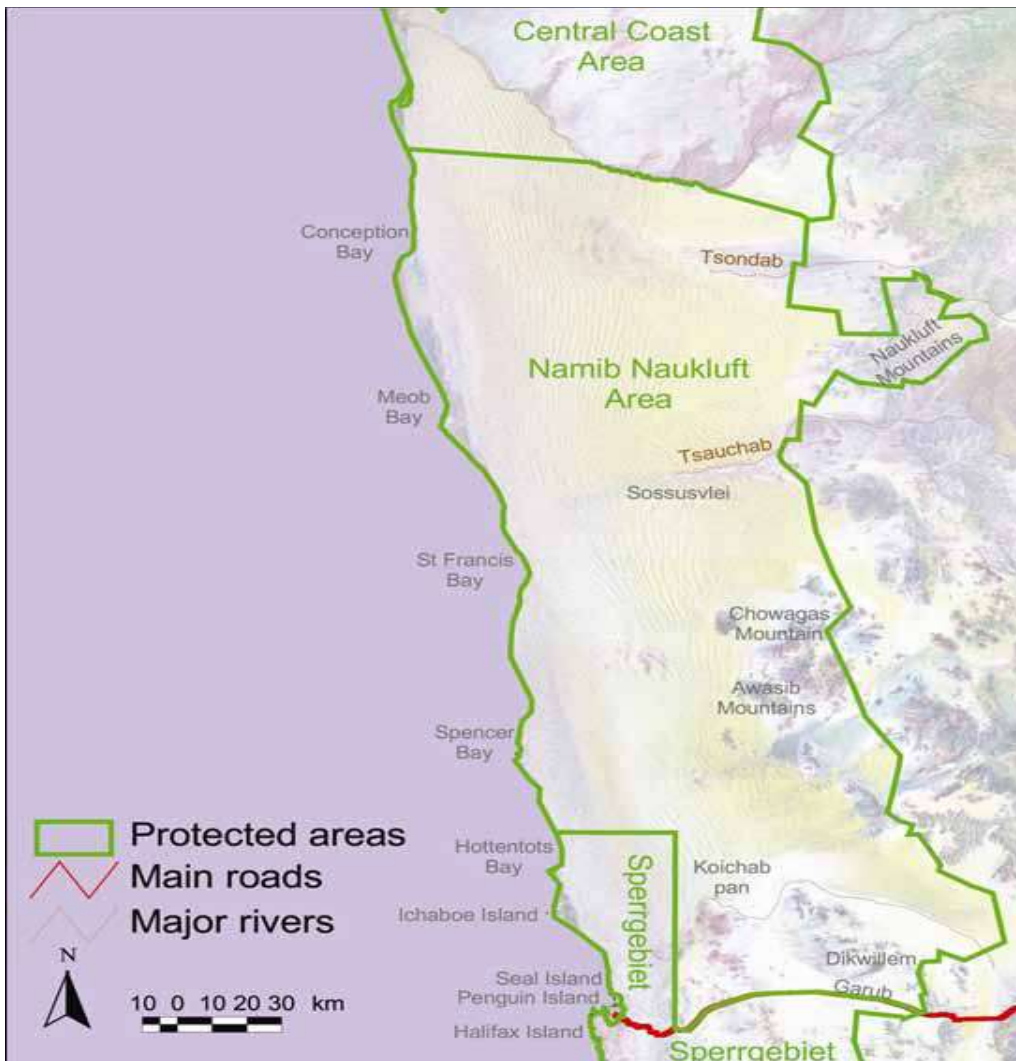 Central Coast
Area
Conception
Bay
Tsondab
Naukluft
Mountains
Namib Naukluft
Area
Meob
Bay
Tsauchab
Sossusvlei
St Francis
Bay
Chowagas
Mountain
Awasib
Mountains
Spencer
Bay
Protected areas
Main roads
Major rivers
N
10 0 10 20 30 km
Hottentots
Bay
Sperrgebiet
Koichab
pan
Ichaboe Island
Dikwillem
Seal Island
Penguin Island
Garub
Halifax Island
Sperrgebiet